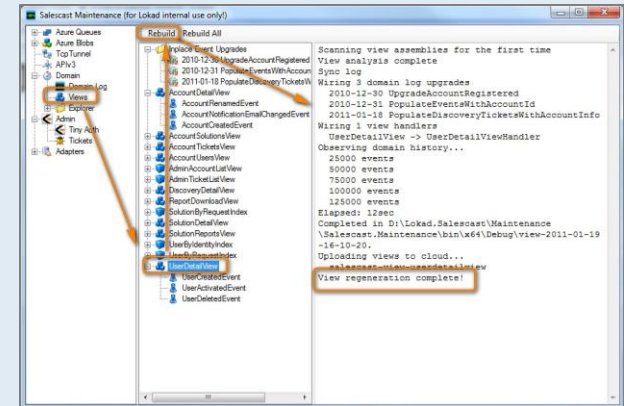 Salescast Maintenance (for Lokad internal use only!)
Azure Queues
Azure Blobs
TcpTunnel
APIv3
Domain
Domain Log
Views
Explorer
Admin
Tiny Auth
Tickets
Adapters
Rebuild Rebuild All
Inplace Event Upgrades
2010-12-30 UpgradeAccountRegistered
2010-12-31 PopulateEventsWithAccoun
2011-01-18 PopulateDiscoveryTicketsW
AccountDetailView
AccountRenamedEvent
AccountNotificationEmailChangedEvent
AccountCreatedEvent
AccountSolutionsView
AccountTicketsView
AccountUsersView
AdminAccountListView
AdminTicketListView
DiscoveryDetailView
ReportDownloadView
SolutionByRequestIndex
SolutionDetailView
SolutionReportsView
UserByIdentityIndex
UserByRequestIndex
UserDetailView
UserCreatedEvent
UserActivatedEvent
UserDeletedEvent
Scanning view assemblies for the first time
View analysis complete
Sync log
Wiring 3 domain log upgrades
2010-12-30 UpgradeAccountRegistered
2010-12-31 PopulateEventsWithAccountId
2011-01-18 PopulateDiscoveryTicketsWithAccountInfo
Wiring 1 view handlers
UserDetailView -> UserDetailViewHandler
Observing domain history...
25000 events
50000 events
75000 events
100000 events
125000 events
Elapsed: 12sec
Completed in D:\Lokad.Salescast\Maintenance
\Salescast.Maintenance\bin\x64\Debug\view-2011-01-19
-16-10-20.
Uploading views to cloud...
salescast-view-userdetailview
View regeneration complete!